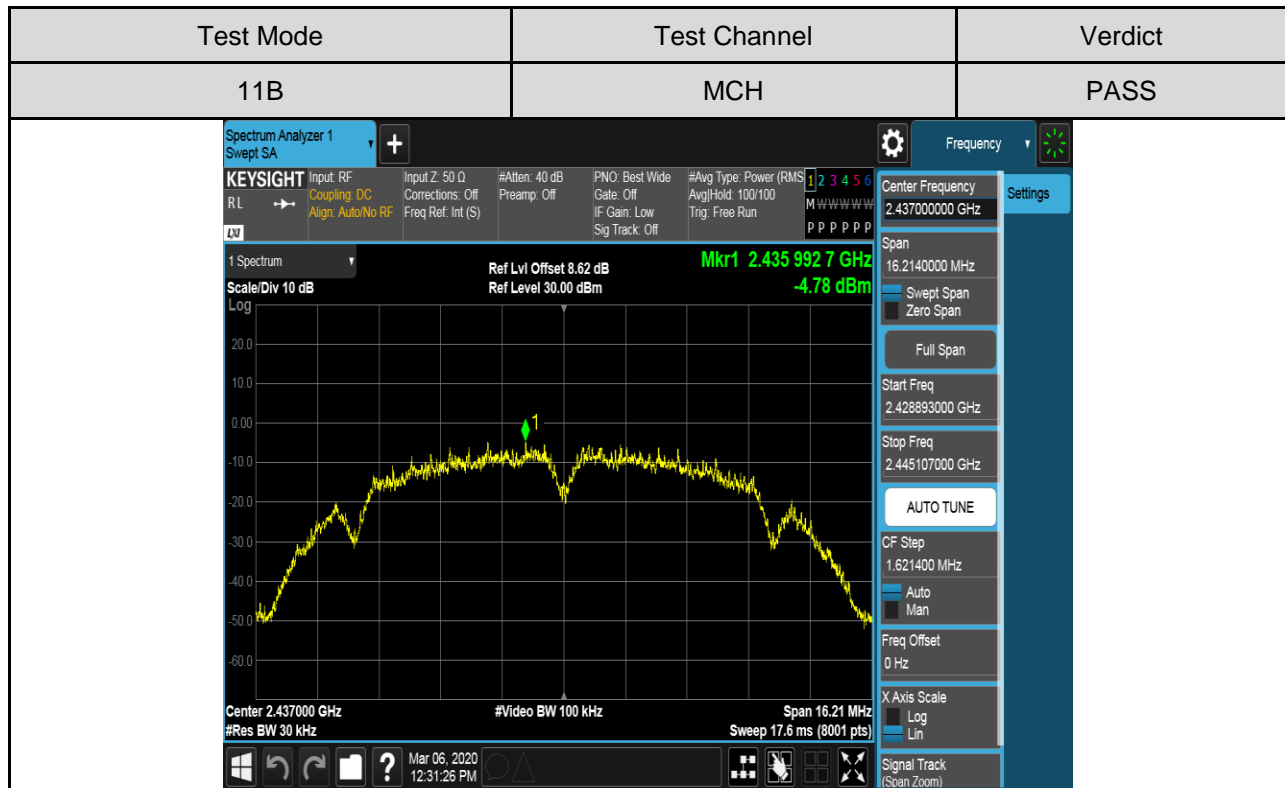 Test Mode Test Channel Verdict
11B MCH PASS
Spectrum Analyzer 1
Swept SA
+
Frequency
KEYSIGHT
RL
LXI
Input: RF
Coupling: DC
Align: Auto/No RF
Input Z: 50 Ω
Corrections: Off
Freq Ref: Int (S)
#Atten: 40 dB
Preamp: Off
PNO: Best Wide
Gate: Off
IF Gain: Low
Sig Track: Off
#Avg Type: Power (RMS
Avg|Hold: 100/100
Trig: Free Run
1 2 3 4 5 6
M W W W W W
P P P P P P
1 Spectrum
Scale/Div 10 dB
Log
Ref Lvl Offset 8.62 dB
Ref Level 30.00 dBm
Mkr1 2.435 992 7 GHz
-4.78 dBm
20.0
10.0
0.00
-10.0
-20.0
-30.0
-40.0
-50.0
-60.0
1
Center 2.437000 GHz
#Res BW 30 kHz
#Video BW 100 kHz
Span 16.21 MHz
Sweep 17.6 ms (8001 pts)
?
Mar 06, 2020
12:31:26 PM
Center Frequency
2.437000000 GHz
Span
16.2140000 MHz
Swept Span
Zero Span
Full Span
Start Freq
2.428893000 GHz
Stop Freq
2.445107000 GHz
AUTO TUNE
CF Step
1.621400 MHz
Auto
Man
Freq Offset
0 Hz
X Axis Scale
Log
Lin
Signal Track
(Span Zoom)
Settings